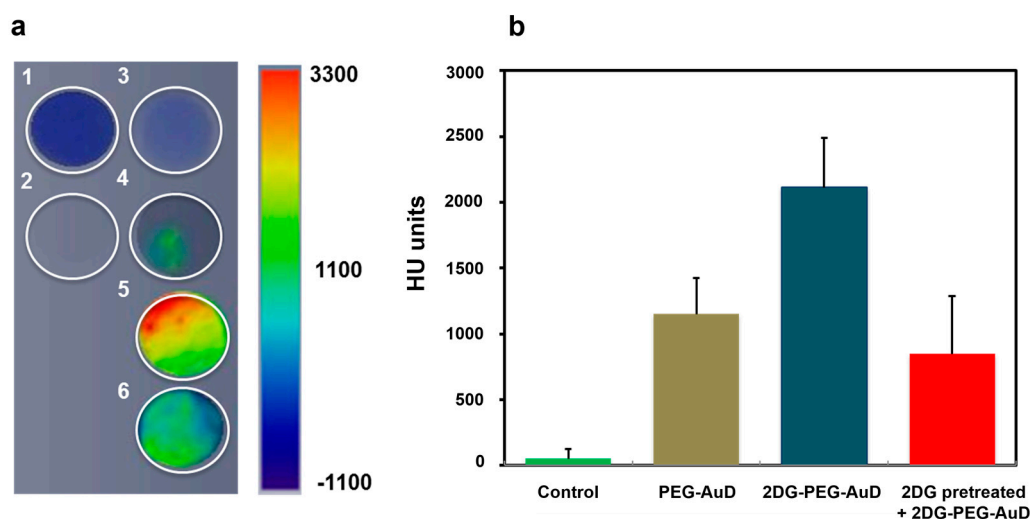 a
1
3
2
4
5
6
3300
1100
-1100
b
HU units
3000
2500
2000
1500
1000
500
0
Control
PEG-AuD
2DG-PEG-AuD
2DG pretreated
+ 2DG-PEG-AuD